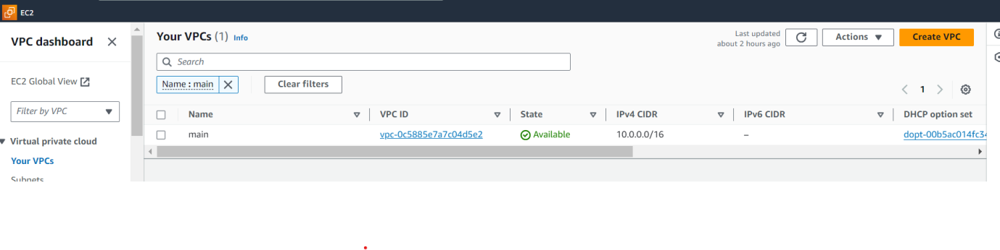 EC2
VPC dashboard
EC2 Global View
Filter by VPC
Virtual private cloud
Your VPCs
Subnets
Your VPCs (1) Info
Last updated
about 2 hours ago
Actions
Create VPC
Search
Name : main
Clear filters
1
Name VPC ID State IPv4 CIDR IPv6 CIDR DHCP option set
main vpc-0c5885e7a7c04d5e2 Available 10.0.0.0/16 – dopt-00b5ac014fc34